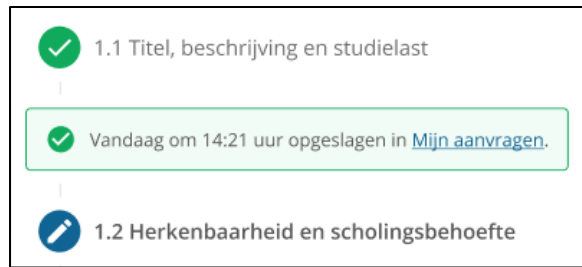 1.1 Titel, beschrijving en studielast
Vandaag om 14:21 uur opgeslagen in Mijn aanvragen.
1.2 Herkenbaarheid en scholingsbehoefte